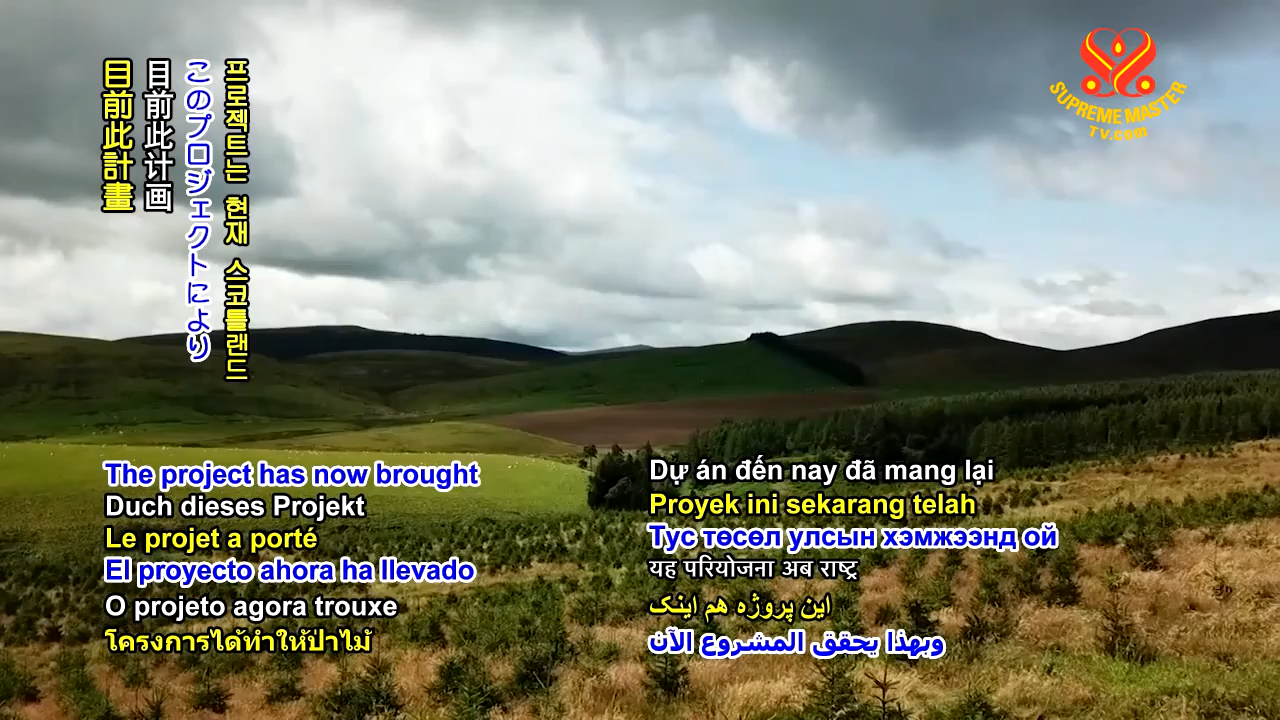 目前此計畫
目前此计画
このプロジェクトにより
프로젝트는 현재 스코틀랜드
SUPREME MASTER
TV.com
The project has now brought
Duch dieses Projekt
Le projet a porté
El proyecto ahora ha llevado
O projeto agora trouxe
โครงการได้ทำให้ป่าไม้
Dự án đến nay đã mang lại
Proyek ini sekarang telah
Тус төсөл улсын хэмжээнд ой
यह परियोजना अब राष्ट्र
این پروژه هم اینک
وبهذا يحقق المشروع الآن